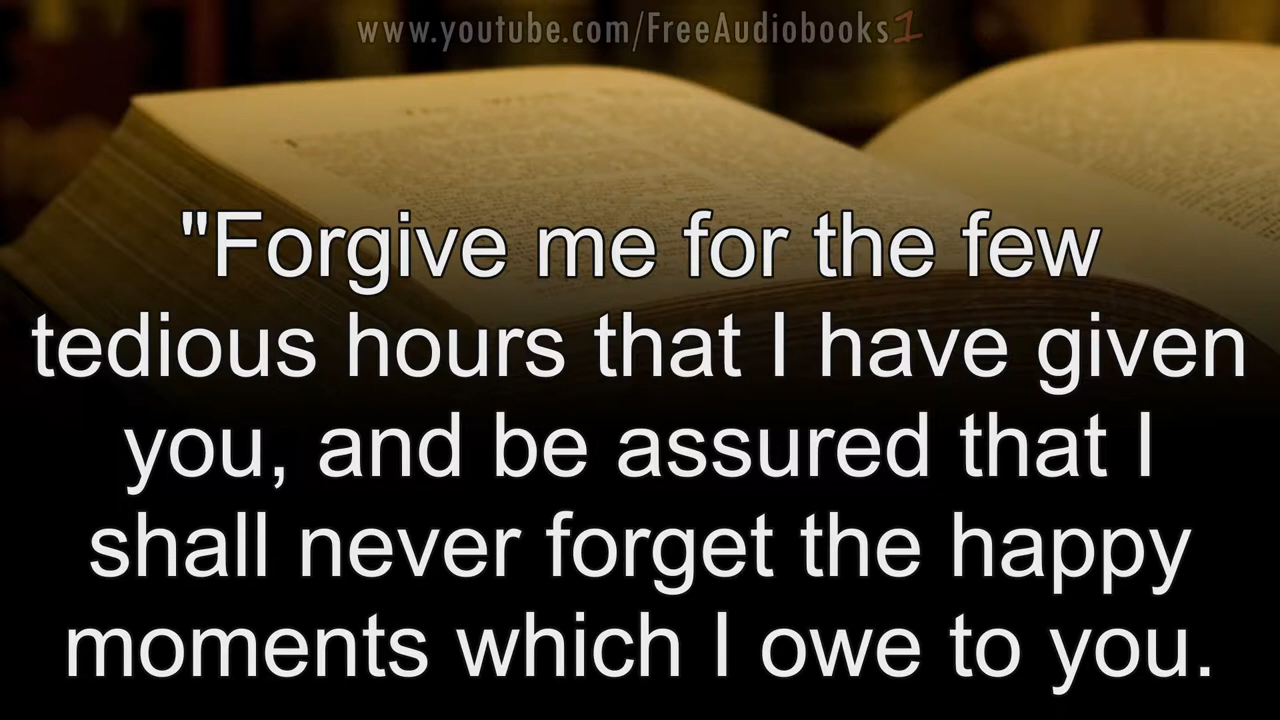 www.youtube.com/FreeAudiobooks1
"Forgive me for the few
tedious hours that I have given
you, and be assured that I
shall never forget the happy
moments which I owe to you.